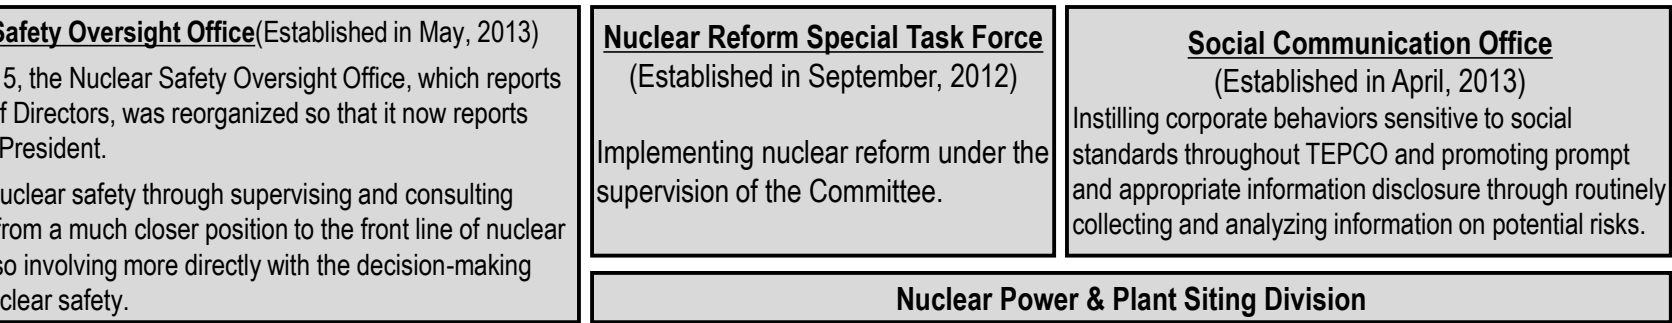 Safety Oversight Office(Established in May, 2013)
5, the Nuclear Safety Oversight Office, which reports
f Directors, was reorganized so that it now reports
President.
uclear safety through supervising and consulting
from a much closer position to the front line of nuclear
so involving more directly with the decision-making
clear safety.
Nuclear Reform Special Task Force
(Established in September, 2012)
Implementing nuclear reform under the
supervision of the Committee.
Social Communication Office
(Established in April, 2013)
Instilling corporate behaviors sensitive to social
standards throughout TEPCO and promoting prompt
and appropriate information disclosure through routinely
collecting and analyzing information on potential risks.
Nuclear Power & Plant Siting Division